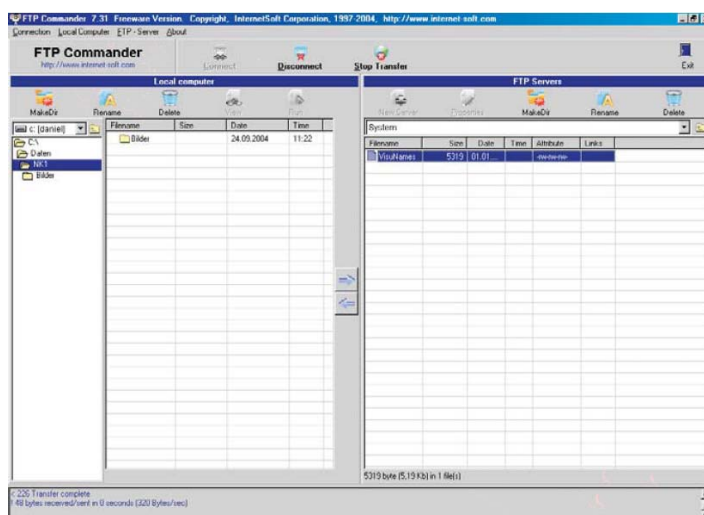 FTP Commander 7.31 Freeware Version. Copyright, InternetSoft Corporation, 1997-2004, http://www.internet-soft.com
Connection Local Computer FTP - Server About
FTP Commander
http://www.internet-soft.com
Connect
Disconnect
Stop Transfer
Exit
Local computer
MakeDir
Rename
Delete
View
Run
c: [daniel]
C:\
Daten
NK1
Bilder
Filename Size Date Time
Bilder 24.09.2004 11:22
FTP Servers
New Server
Properties
MakeDir
Rename
Delete
System
Filename Size Date Time Attribute Links
VisuNames 5319 01.01....
5319 byte (5,19 Kb) in 1 file(s)
< 226 Transfer complete
! 48 bytes received/sent in 0 seconds (320 Bytes/sec)